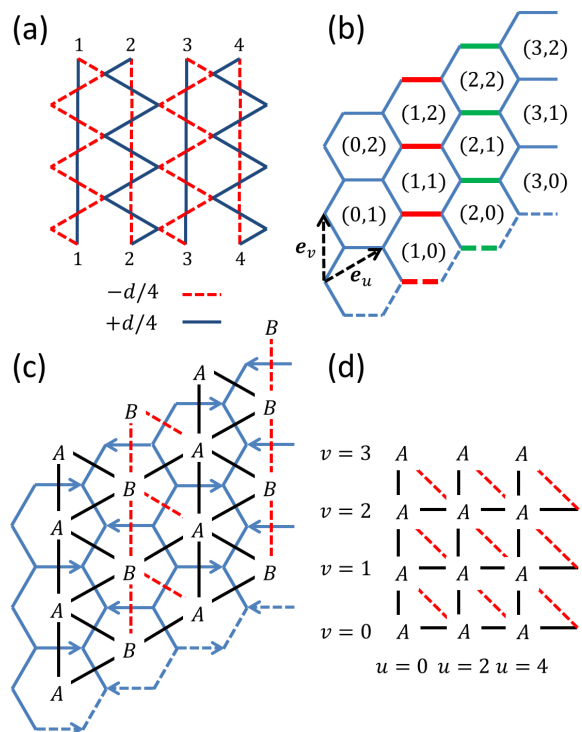 (a)
1 2 3 4
1 2 3 4
−d/4
+d/4
(b)
(3,2)
(2,2)
(1,2)
(3,1)
(0,2)
(2,1)
(1,1)
(3,0)
(0,1)
(2,0)
(1,0)
e_v
e_u
(c)
B
A
B A B
A
B A B
A
B A B
A
B A B
A
B A
A
(d)
v = 3 A A A
v = 2 A A A
v = 1 A A A
v = 0 A A A
u = 0 u = 2 u = 4